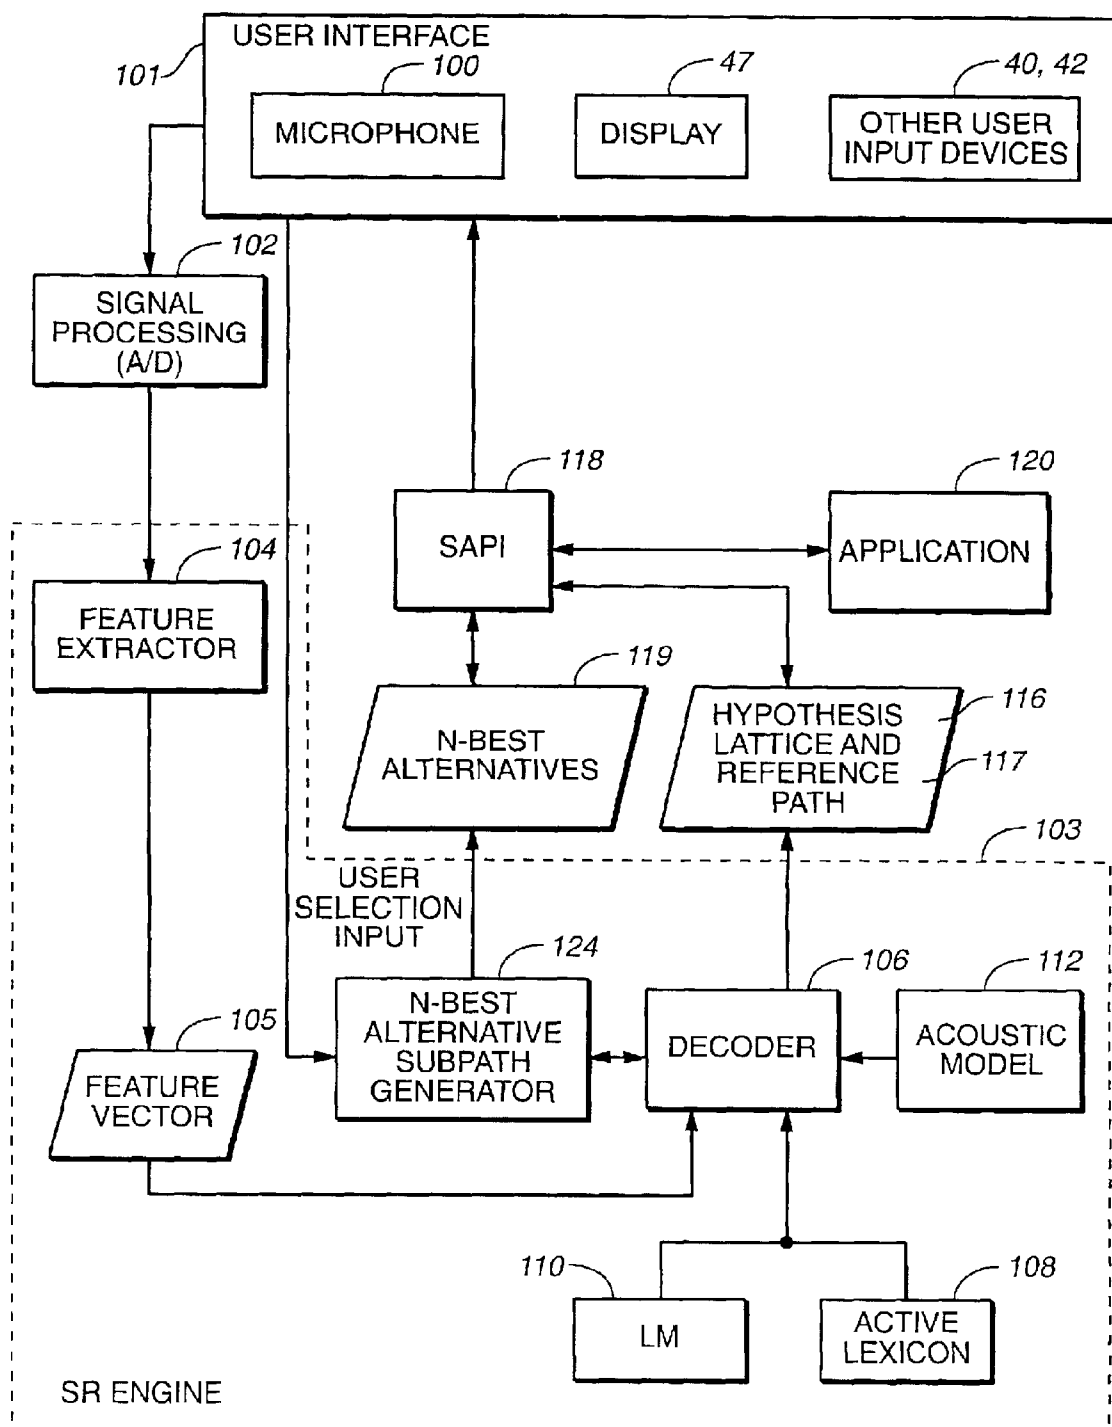 USER INTERFACE
101
100
47
40, 42
MICROPHONE
DISPLAY
OTHER USER
INPUT DEVICES
102
SIGNAL
PROCESSING
(A/D)
118
120
SAPI
APPLICATION
104
FEATURE
EXTRACTOR
119
N-BEST
ALTERNATIVES
HYPOTHESIS
LATTICE AND
REFERENCE
PATH
116
117
103
USER
SELECTION
INPUT
124
106
112
N-BEST
ALTERNATIVE
SUBPATH
GENERATOR
DECODER
ACOUSTIC
MODEL
105
FEATURE
VECTOR
110
108
LM
ACTIVE
LEXICON
SR ENGINE